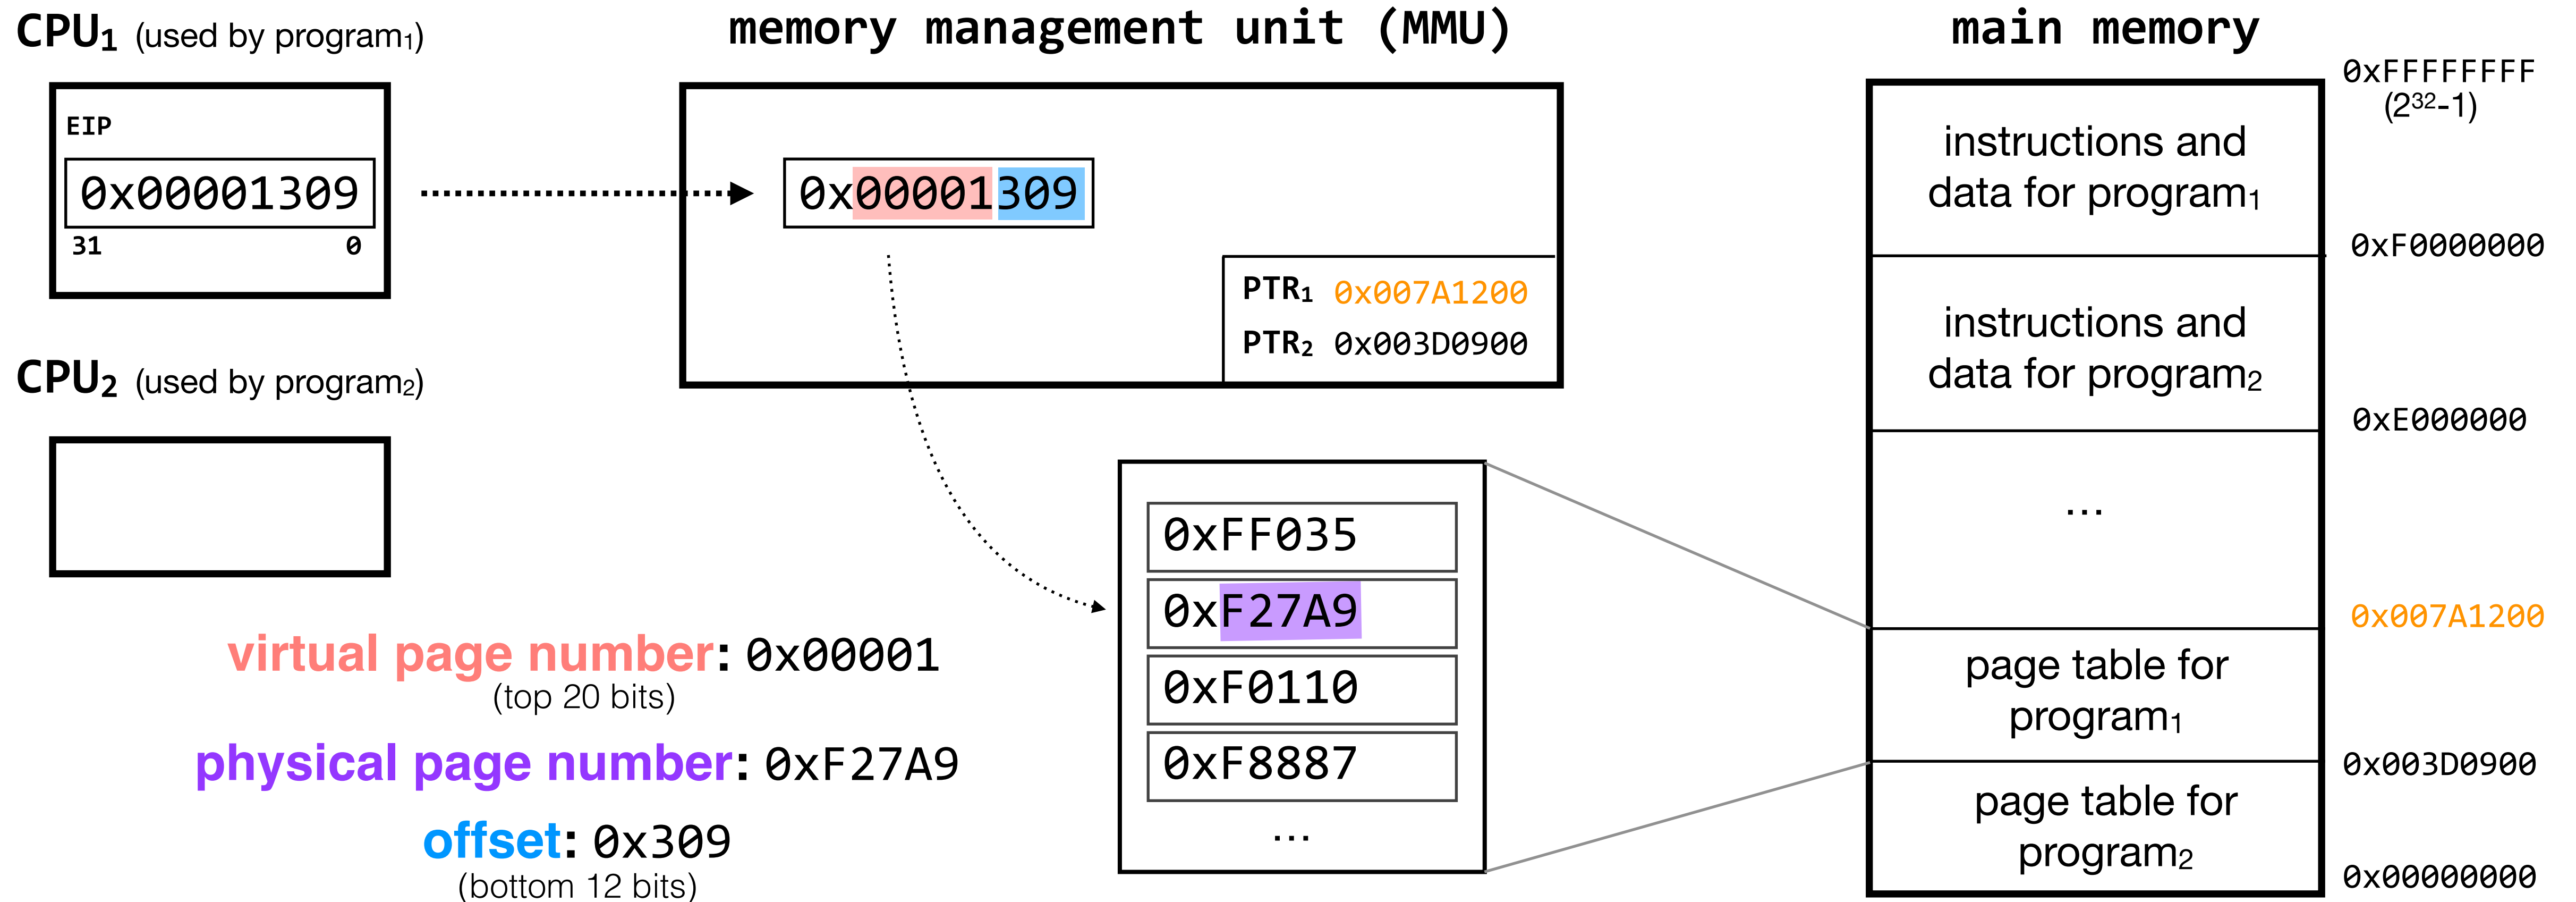 CPU₁ (used by program₁)
EIP
0x00001309
31 0
CPU₂ (used by program₂)
memory management unit (MMU)
0x00001309
PTR₁ 0x007A1200
PTR₂ 0x003D0900
virtual page number: 0x00001
(top 20 bits)
physical page number: 0xF27A9
offset: 0x309
(bottom 12 bits)
0xFF035
0xF27A9
0xF0110
0xF8887
...
main memory
0xFFFFFFFF
(2³²-1)
instructions and
data for program₁
0xF0000000
instructions and
data for program₂
0xE000000
...
0x007A1200
page table for
program₁
0x003D0900
page table for
program₂
0x00000000